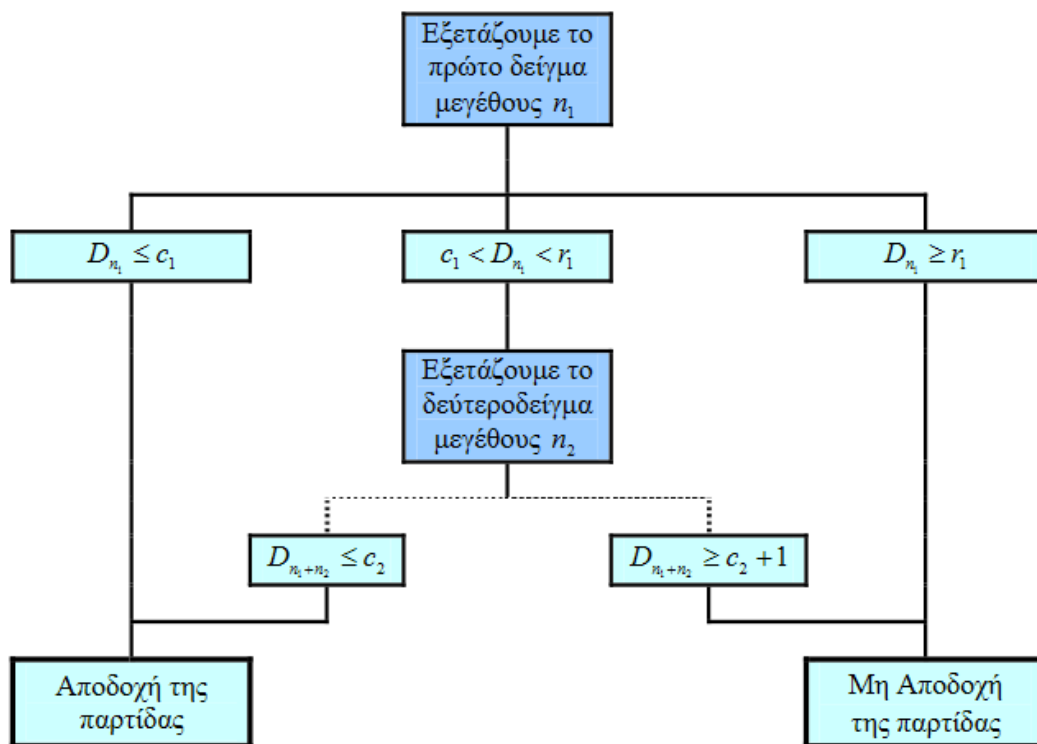 Εξετάζουμε το
πρώτο δείγμα
μεγέθους n₁
D_{n₁} ≤ c₁
c₁ < D_{n₁} < r₁
D_{n₁} ≥ r₁
Εξετάζουμε το
δεύτεροδείγμα
μεγέθους n₂
D_{n₁+n₂} ≤ c₂
D_{n₁+n₂} ≥ c₂ + 1
Αποδοχή της
παρτίδας
Μη Αποδοχή
της παρτίδας